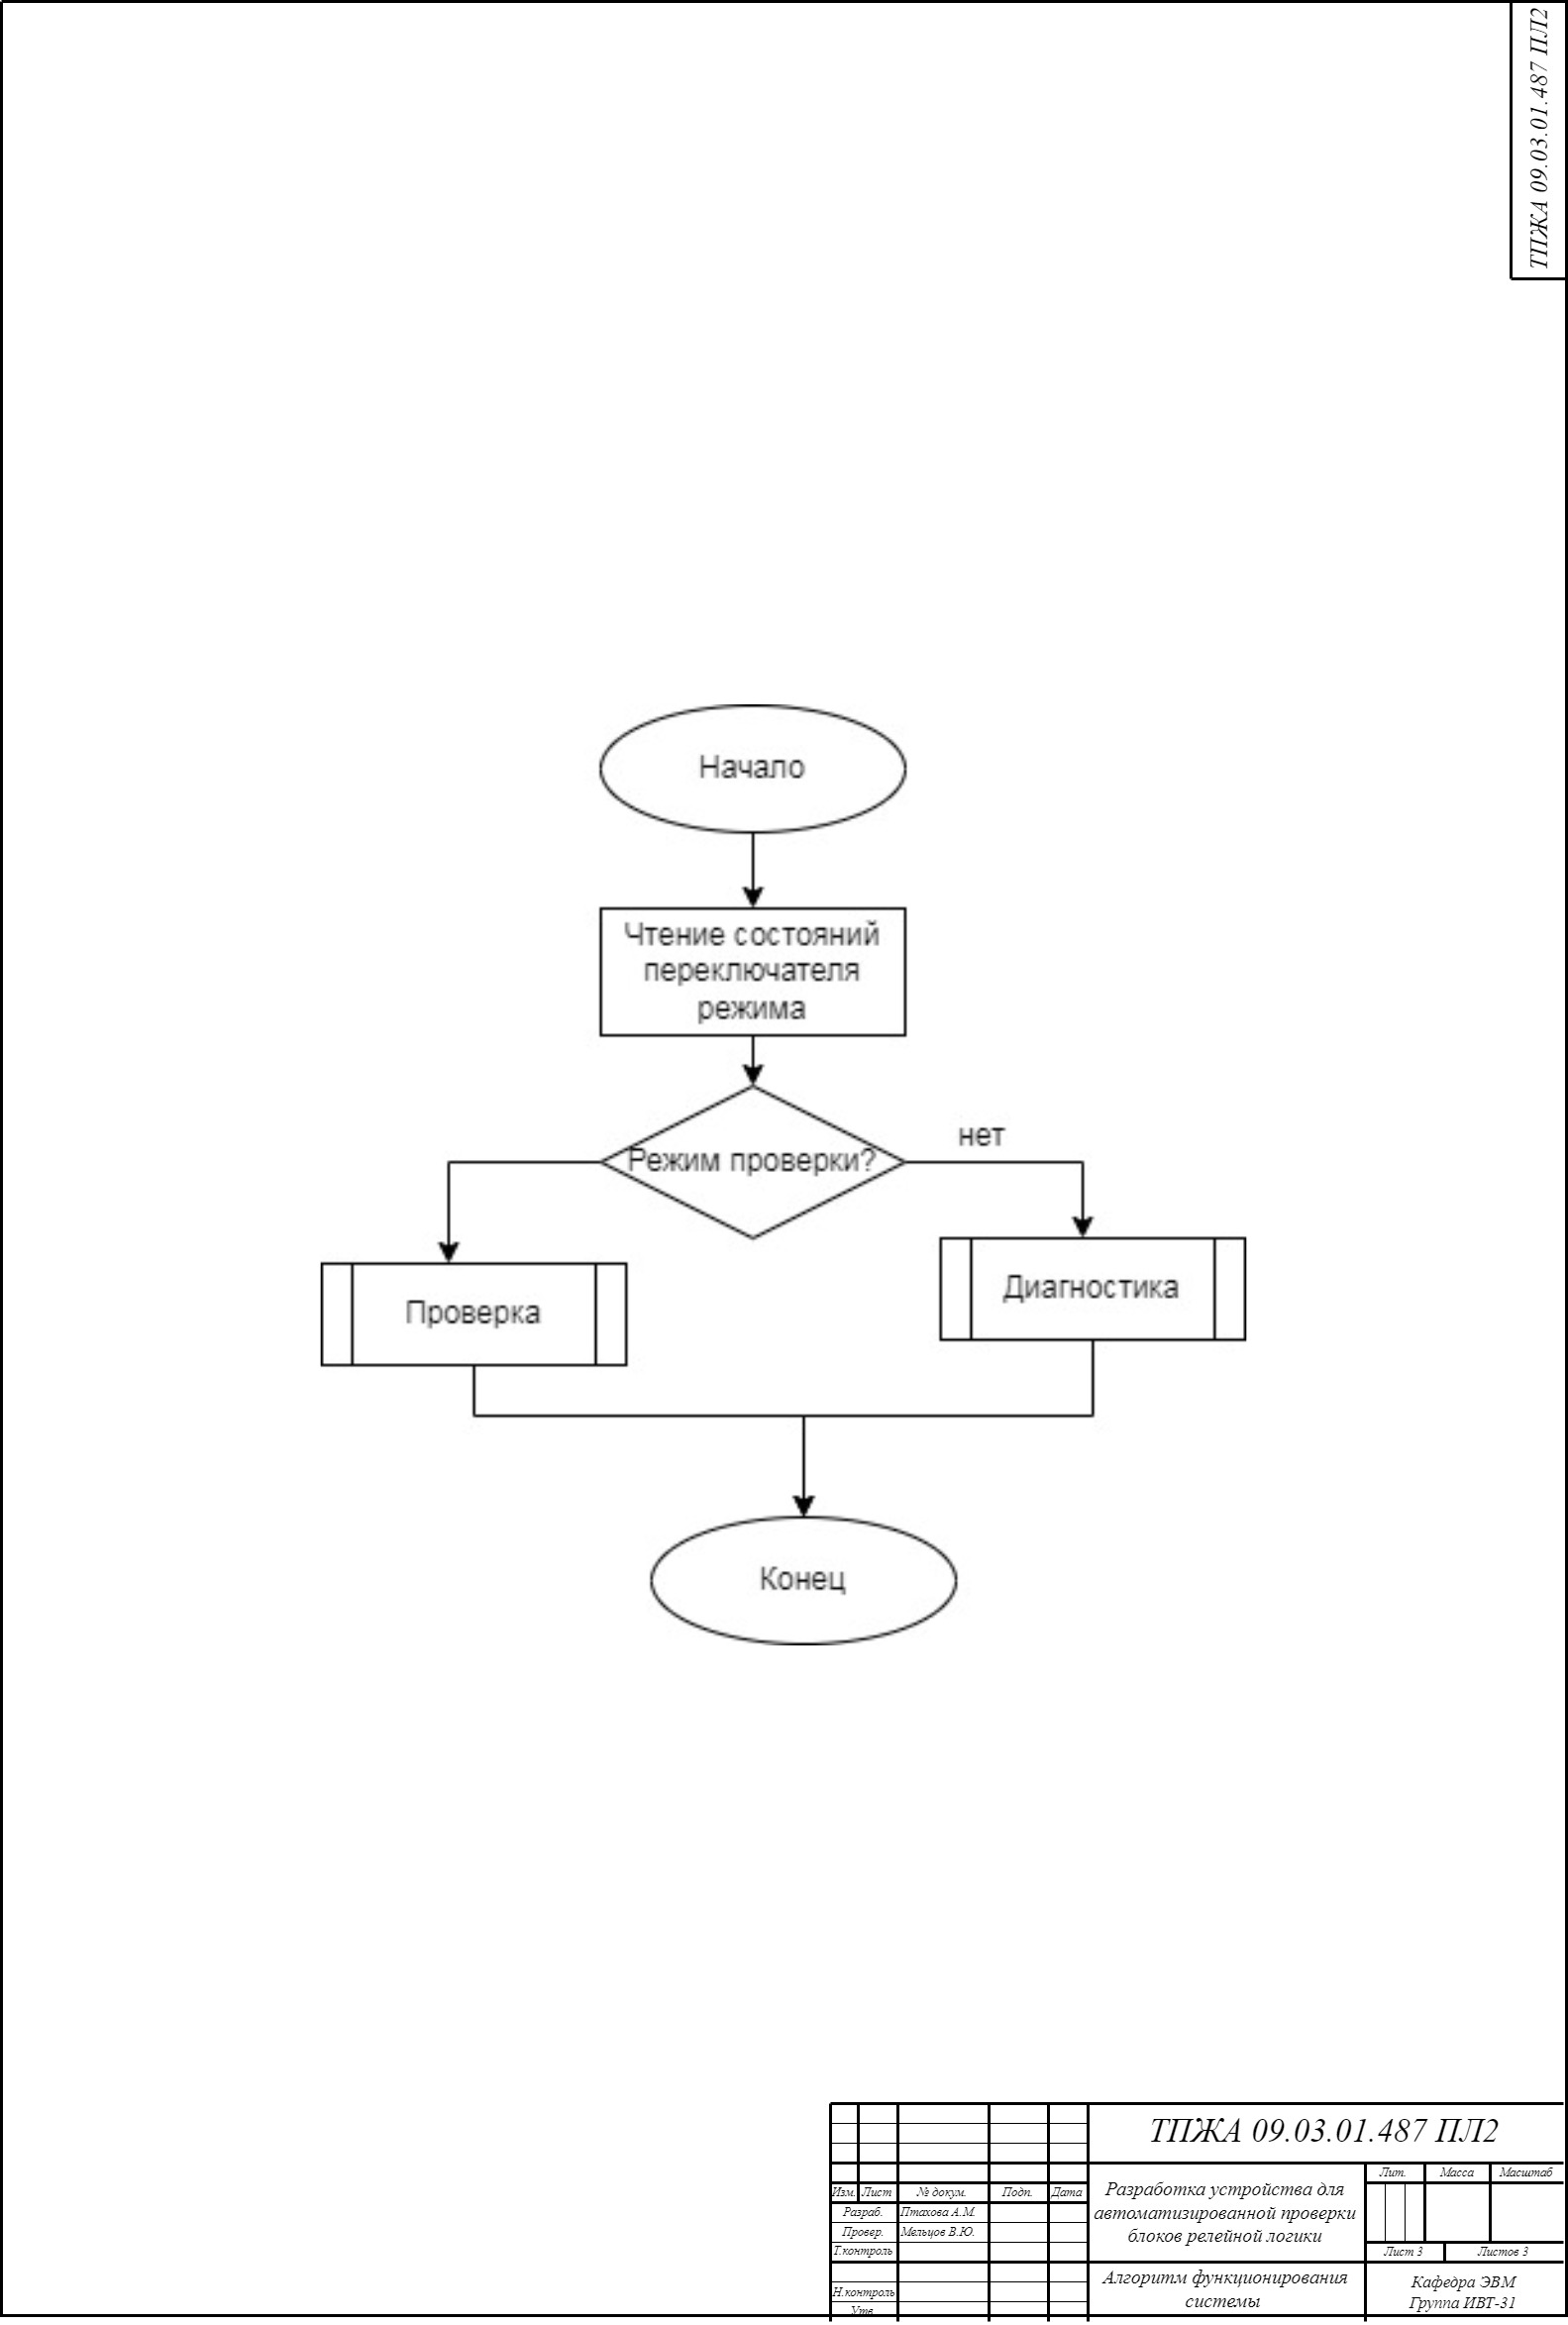 ТПЖА 09.03.01.487 ПЛ2
Начало
Чтение состояний
переключателя
режима
Режим проверки?
нет
Проверка
Диагностика
Конец
ТПЖА 09.03.01.487 ПЛ2
Изм. Лист № докум. Подп. Дата
Разраб. Птахова А.М.
Провер. Мельцов В.Ю.
Т.контроль
Н.контроль
Утв.
Разработка устройства для
автоматизированной проверки
блоков релейной логики
Лит. Масса Масштаб
Лист 3 Листов 3
Алгоритм функционирования
системы
Кафедра ЭВМ
Группа ИВТ-31